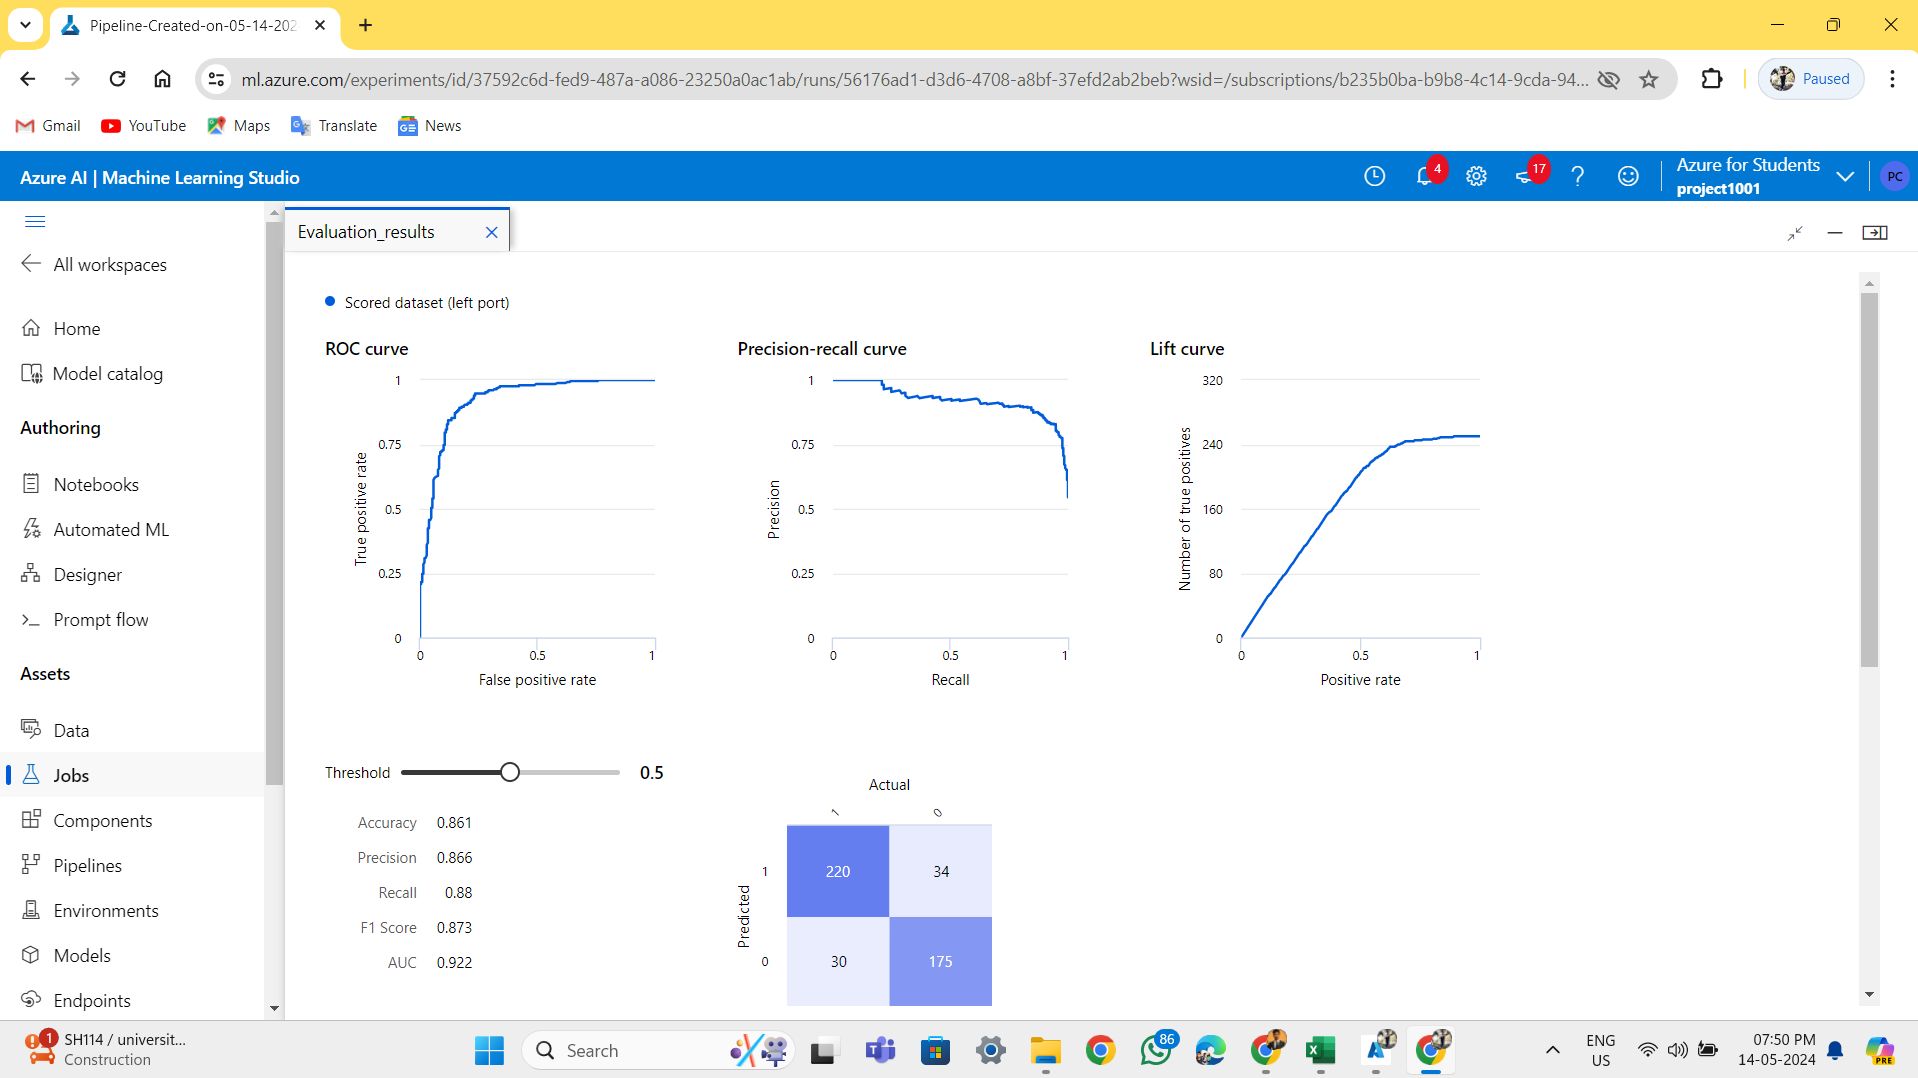 Pipeline-Created-on-05-14-202
ml.azure.com/experiments/id/37592c6d-fed9-487a-a086-23250a0ac1ab/runs/56176ad1-d3d6-4708-a8bf-37efd2ab2beb?wsid=/subscriptions/b235b0ba-b9b8-4c14-9cda-94...
Paused
Gmail YouTube Maps Translate News
Azure AI | Machine Learning Studio
4
17
Azure for Students
project1001
PC
All workspaces
Home
Model catalog
Authoring
Notebooks
Automated ML
Designer
Prompt flow
Assets
Data
Jobs
Components
Pipelines
Environments
Models
Endpoints
Evaluation_results
Scored dataset (left port)
ROC curve
1
0.75
0.5
0.25
0
True positive rate
0 0.5 1
False positive rate
Precision-recall curve
1
0.75
0.5
0.25
0
Precision
0 0.5 1
Recall
Lift curve
320
240
160
80
0
Number of true positives
0 0.5 1
Positive rate
Threshold 0.5
Accuracy 0.861
Precision 0.866
Recall 0.88
F1 Score 0.873
AUC 0.922
Actual
1 0
Predicted
1 220 34
0 30 175
1
SH114 / universit...
Construction
Search
86
ENG
US
07:50 PM
14-05-2024
PRE